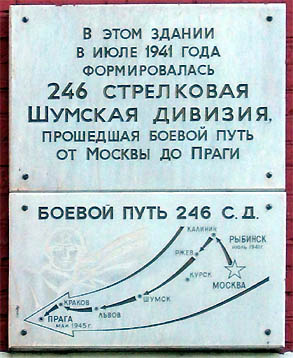 В ЭТОМ ЗДАНИИ
В ИЮЛЕ 1941 ГОДА
ФОРМИРОВАЛАСЬ
246 СТРЕЛКОВАЯ
ШУМСКАЯ ДИВИЗИЯ,
ПРОШЕДШАЯ БОЕВОЙ ПУТЬ
ОТ МОСКВЫ ДО ПРАГИ
БОЕВОЙ ПУТЬ 246 С.Д.
КАЛИНИН
РЫБИНСК
ИЮЛЬ 1941 г.
РЖЕВ
МОСКВА
КУРСК
ШУМСК
КРАКОВ
ЛЬВОВ
ПРАГА
МАЙ 1945 г.